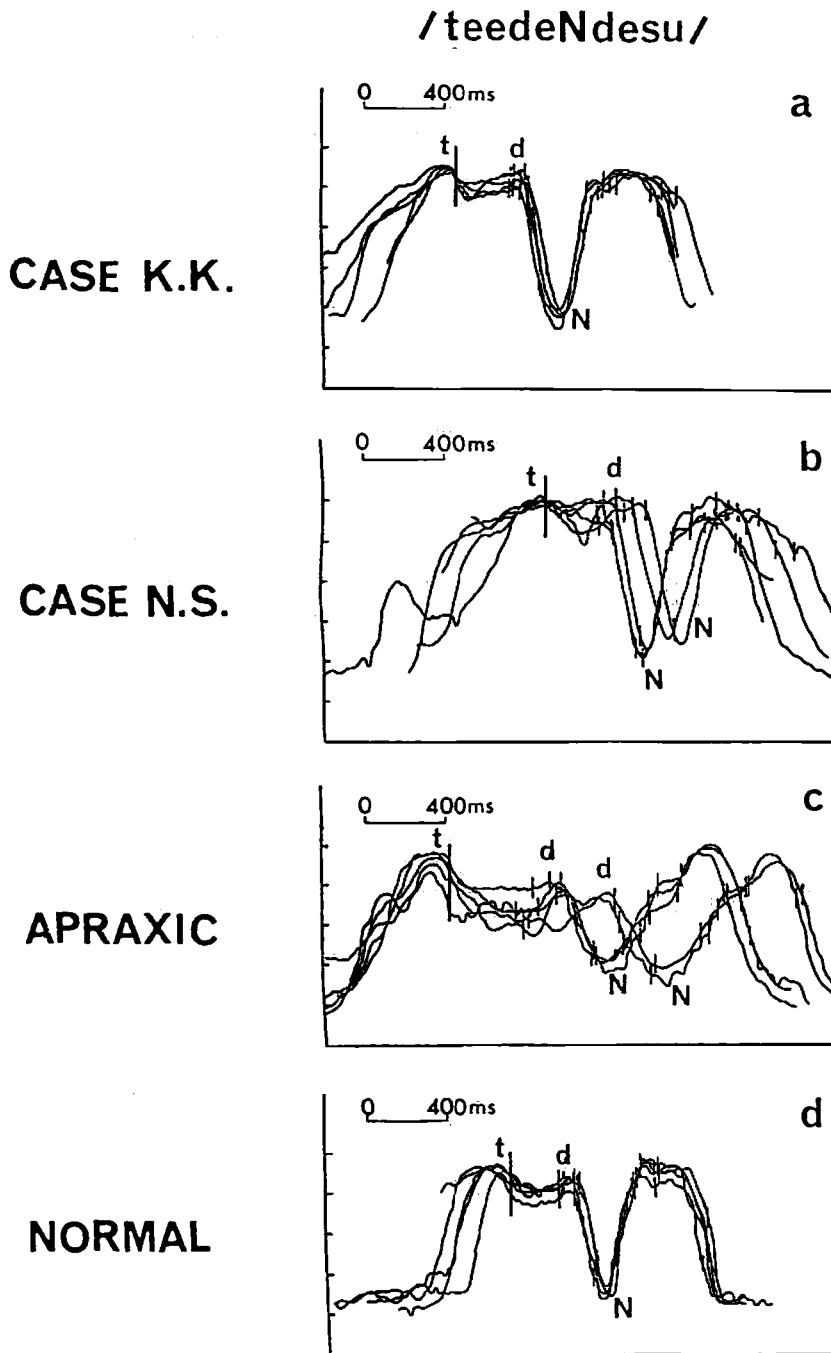 /teedeNdesu/
a
0 400ms
t d
CASE K.K.
N
b
0 400ms
t d
CASE N.S.
N
N
c
0 400ms
t
d d
APRAXIC
N N
d
0 400ms
t d
NORMAL
N